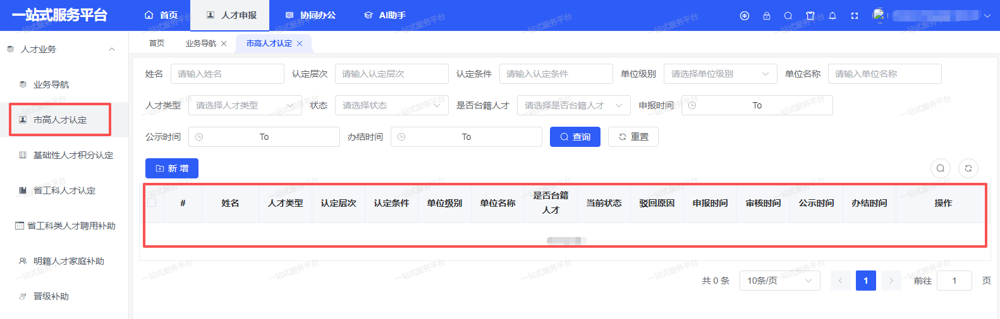 一站式服务平台
首页 人才申报 协同办公 AI助手
人才业务
首页 业务导航 市高人才认定
业务导航
市高人才认定
基础性人才积分认定
省工科人才认定
省工科类人才聘用补助
明籍人才家庭补助
晋级补助
姓名 请输入姓名 认定层次 请输入认定层次 认定条件 请输入认定条件 单位级别 请选择单位级别 单位名称 请输入单位名称
人才类型 请选择人才类型 状态 请选择状态 是否台籍人才 请选择是否台籍人才 申报时间 To
公示时间 To 办结时间 To 查询 重置
新 增
# 姓名 人才类型 认定层次 认定条件 单位级别 单位名称 是否台籍人才 当前状态 驳回原因 申报时间 审核时间 公示时间 办结时间 操作
共 0 条 10条/页 1 前往 1 页